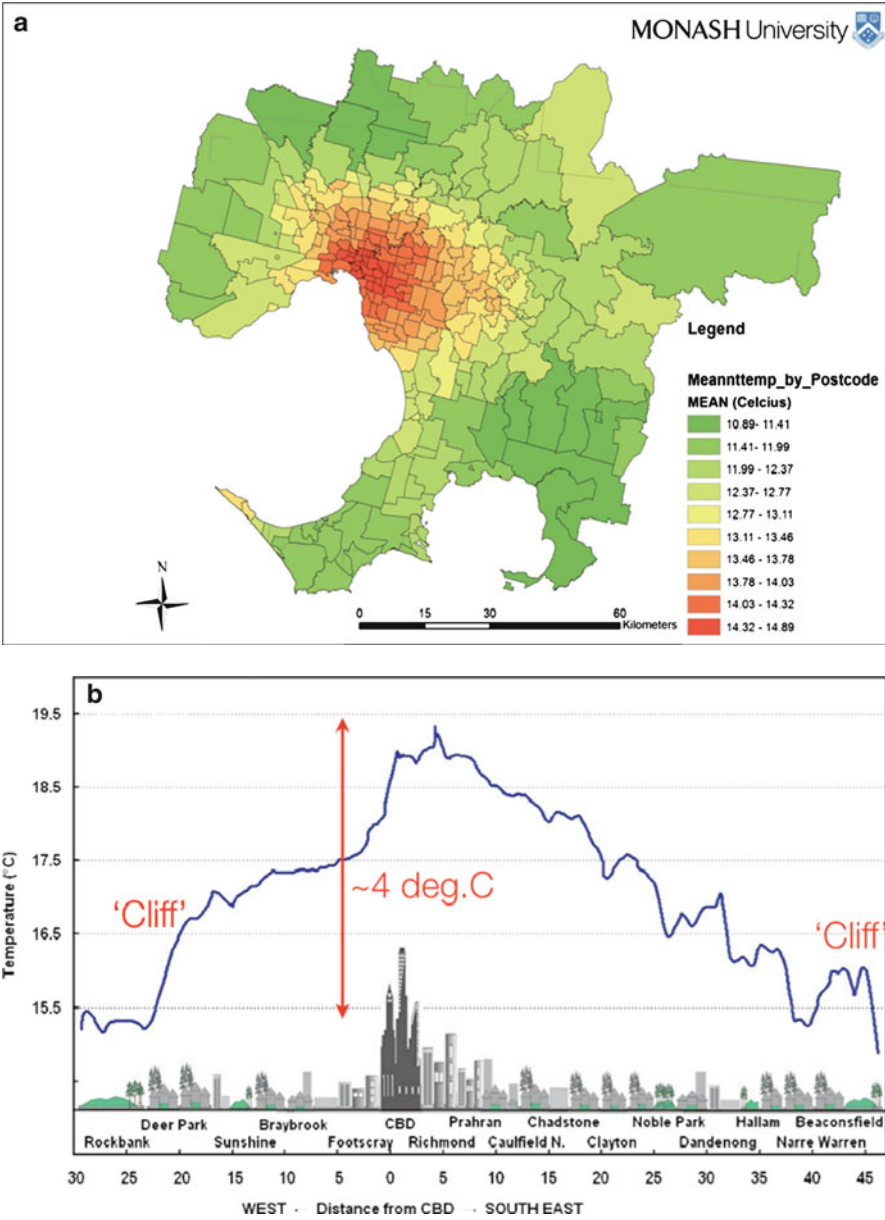 a
MONASH University
Legend
Meannttemp_by_Postcode
MEAN (Celcius)
10.89- 11.41
11.41- 11.99
11.99 - 12.37
12.37- 12.77
12.77 - 13.11
13.11 - 13.46
13.46 - 13.78
13.78 - 14.03
14.03 - 14.32
14.32 - 14.89
N
0 15 30 60
Kilometers
b
19.5
18.5
17.5
16.5
15.5
Temperature (°C)
~4 deg.C
'Cliff'
'Cliff'
Deer Park Braybrook CBD Prahran Chadstone Noble Park Hallam Beaconsfield
Rockbank Sunshine Footscray Richmond Caulfield N. Clayton Dandenong Narre Warren
30 25 20 15 10 5 0 5 10 15 20 25 30 35 40 45
WEST ← Distance from CBD → SOUTH EAST